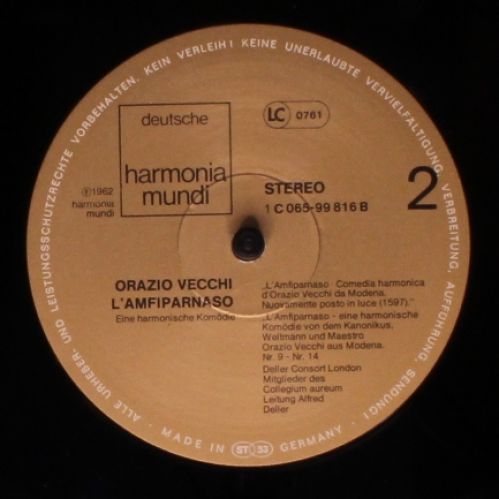 ALLE URHEBER- UND LEISTUNGSSCHUTZRECHTE VORBEHALTEN. KEIN VERLEIH! KEINE UNERLAUBTE VERVIELFÄLTIGUNG, VERBREITUNG, AUFFÜHRUNG, SENDUNG!
deutsche
harmonia
mundi
LC 0761
℗1962
harmonia
mundi
STEREO
1 C 065-99 816 B
2
ORAZIO VECCHI
L'AMFIPARNASO
Eine harmonische Komödie
„L'Amfiparnaso · Comedia harmonica
d'Orazio Vecchi da Modena.
Nuovamente posto in luce (1597)."
„L'Amfiparnaso - eine harmonische
Komödie von dem Kanonikus,
Weltmann und Maestro
Orazio Vecchi aus Modena.
Nr. 9 - Nr. 14
Deller Consort London
Mitglieder des
Collegium aureum
Leitung Alfred
Deller
· MADE IN ST 33 GERMANY ·